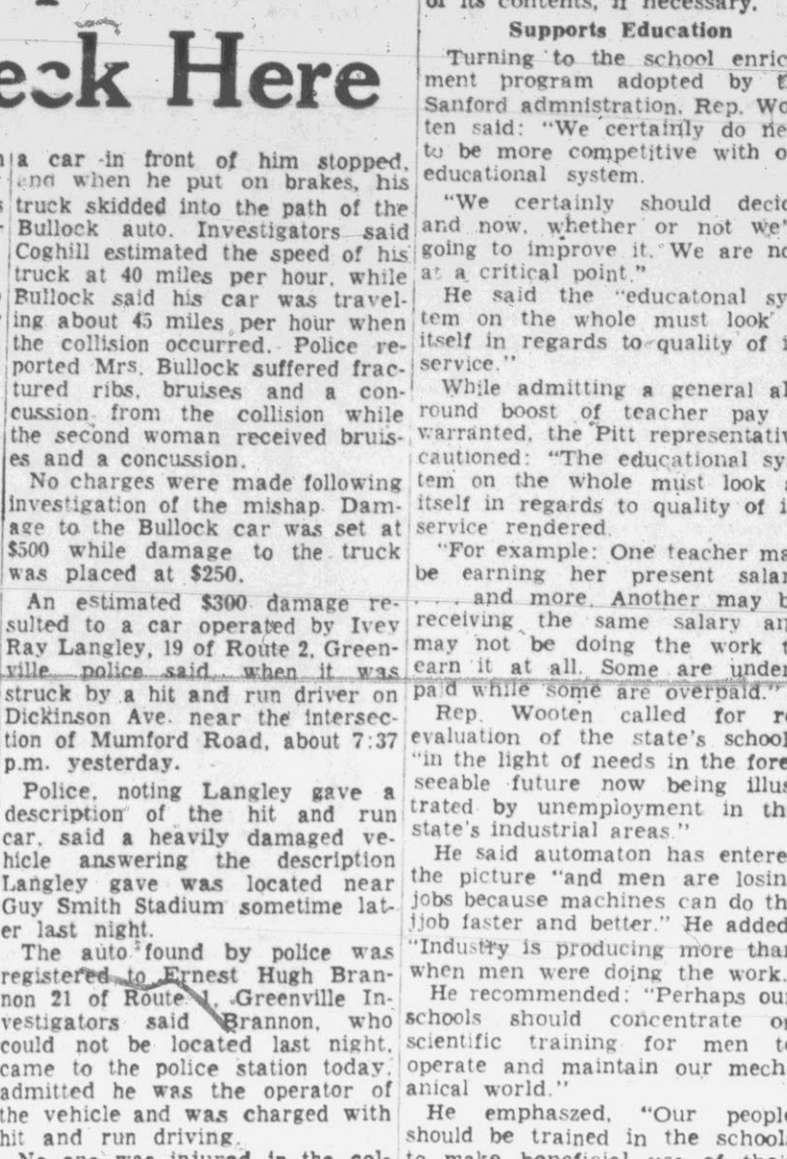 eck Here
a car in front of him stopped,
and when he put on brakes, his
truck skidded into the path of the
Bullock auto. Investigators said
Coghill estimated the speed of his
truck at 40 miles per hour, while
Bullock said his car was travel-
ing about 45 miles per hour when
the collision occurred. Police re-
ported Mrs. Bullock suffered frac-
tured ribs, bruises and a con-
cussion from the collision while
the second woman received bruis-
es and a concussion.
No charges were made following
investigation of the mishap. Dam-
age to the Bullock car was set at
$500 while damage to the truck
was placed at $250.
An estimated $300 damage re-
sulted to a car operated by Ivey
Ray Langley, 19 of Route 2, Green-
ville police said, when it was
struck by a hit and run driver on
Dickinson Ave. near the intersec-
tion of Mumford Road, about 7:37
p.m. yesterday.
Police, noting Langley gave a
description of the hit and run
car, said a heavily damaged ve-
hicle answering the description
Langley gave was located near
Guy Smith Stadium sometime lat-
er last night.
The auto found by police was
registered to Ernest Hugh Bran-
non 21 of Route 1, Greenville In-
vestigators said Brannon, who
could not be located last night,
came to the police station today,
admitted he was the operator of
the vehicle and was charged with
hit and run driving.
No one was injured in the col-
of its contents, if necessary.
Supports Education
Turning to the school enric
ment program adopted by t
Sanford admnistration, Rep. Wo
ten said: "We certainly do ne
to be more competitive with o
educational system.
"We certainly should decid
and now, whether or not we'
going to improve it. We are no
at a critical point."
He said the "educatonal sy
tem on the whole must look
itself in regards to quality of i
service."
While admitting a general al
round boost of teacher pay
warranted, the Pitt representativ
cautioned: "The educational sy
tem on the whole must look a
itself in regards to quality of i
service rendered.
"For example: One teacher ma
be earning her present salar
. . . and more. Another may b
receiving the same salary an
may not be doing the work t
earn it at all. Some are under
paid while some are overpaid."
Rep. Wooten called for re
evaluation of the state's school
"in the light of needs in the fore
seeable future now being illus
trated by unemployment in th
state's industrial areas."
He said automaton has entere
the picture "and men are losin
jobs because machines can do th
jjob faster and better." He added
"Industry is producing more than
when men were doing the work.
He recommended: "Perhaps our
schools should concentrate on
scientific training for men to
operate and maintain our mech
anical world."
He emphaszed, "Our people
should be trained in the school
to make beneficial use of